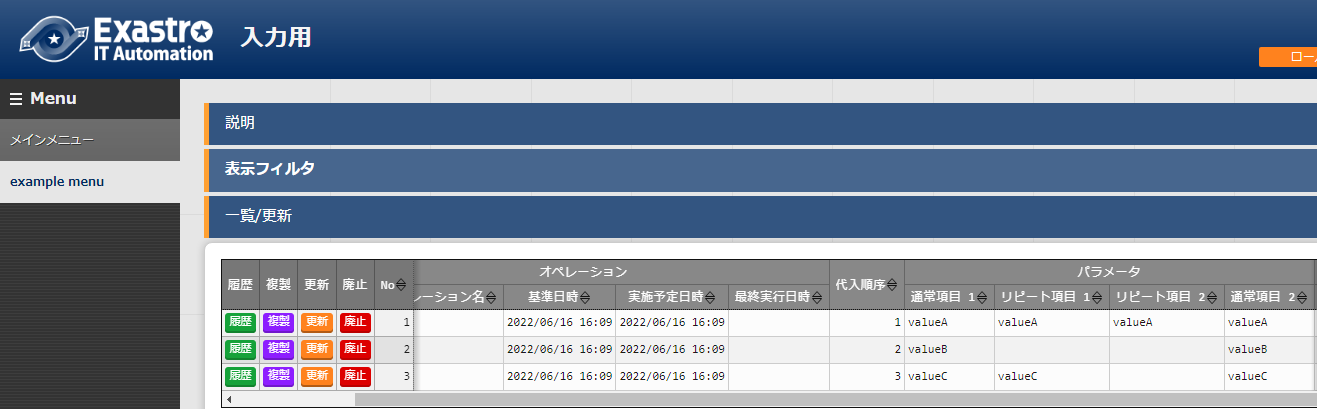 Exastro
IT Automation
入力用
Menu
メインメニュー
example menu
説明
表示フィルタ
一覧/更新
履歴 複製 更新 廃止 No オペレーション 代入順序 パラメータ
レーション名 基準日時 実施予定日時 最終実行日時 通常項目 1 リピート項目 1 リピート項目 2 通常項目 2
履歴 複製 更新 廃止 1 2022/06/16 16:09 2022/06/16 16:09 1 valueA valueA valueA valueA
履歴 複製 更新 廃止 2 2022/06/16 16:09 2022/06/16 16:09 2 valueB valueB
履歴 複製 更新 廃止 3 2022/06/16 16:09 2022/06/16 16:09 3 valueC valueC valueC